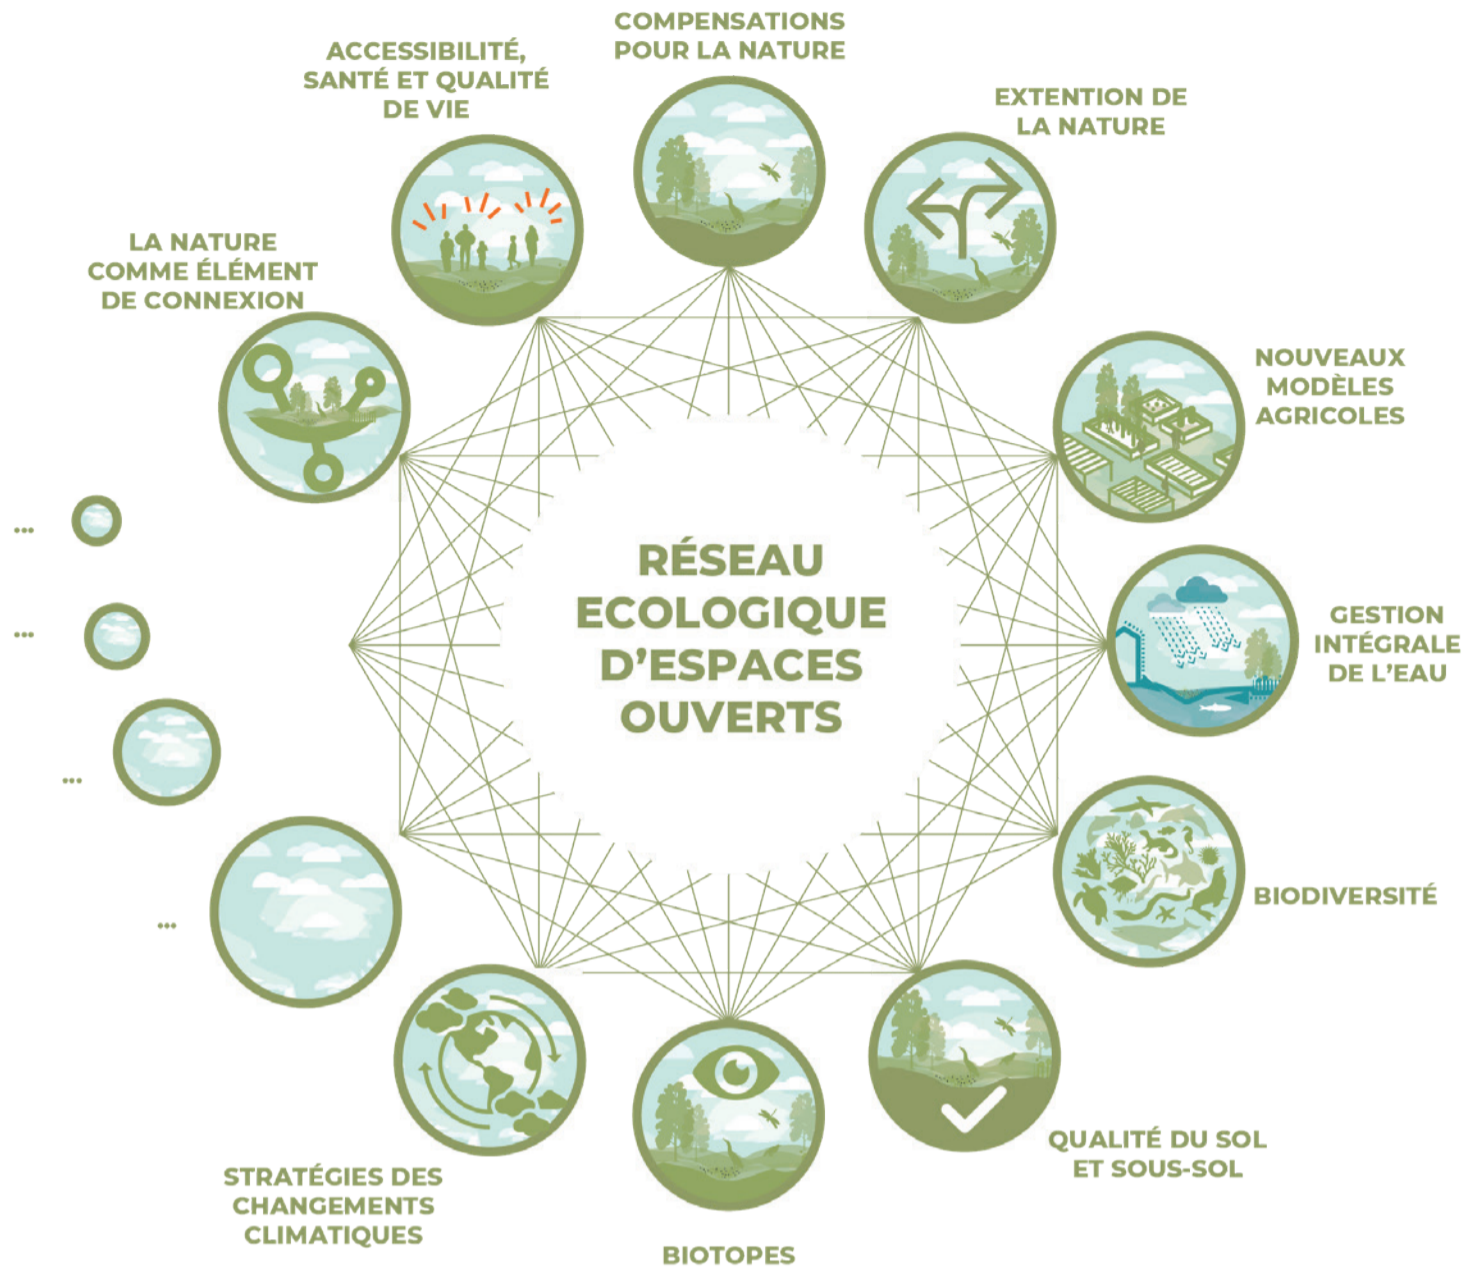 COMPENSATIONS
POUR LA NATURE
ACCESSIBILITÉ,
SANTÉ ET QUALITÉ
DE VIE
EXTENTION DE
LA NATURE
LA NATURE
COMME ÉLÉMENT
DE CONNEXION
NOUVEAUX
MODÈLES
AGRICOLES
...
RÉSEAU
ECOLOGIQUE
D'ESPACES
OUVERTS
GESTION
INTÉGRALE
DE L'EAU
...
...
BIODIVERSITÉ
...
QUALITÉ DU SOL
ET SOUS-SOL
STRATÉGIES DES
CHANGEMENTS
CLIMATIQUES
BIOTOPES